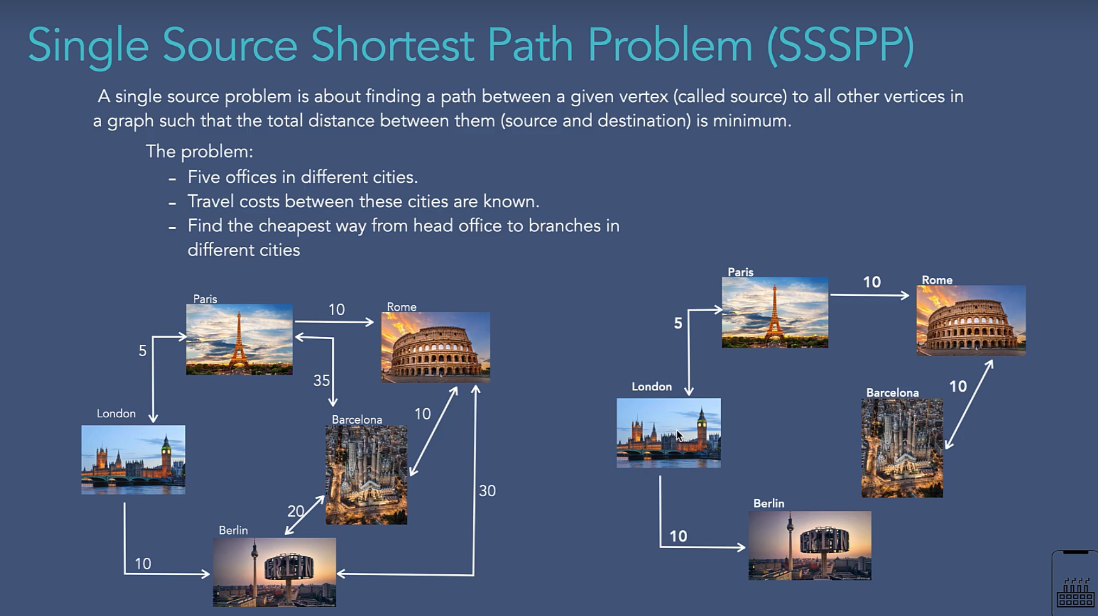 Single Source Shortest Path Problem (SSSPP)
A single source problem is about finding a path between a given vertex (called source) to all other vertices in
a graph such that the total distance between them (source and destination) is minimum.
The problem:
- Five offices in different cities.
- Travel costs between these cities are known.
- Find the cheapest way from head office to branches in
different cities
Paris
10
Rome
5
35
London
Barcelona
10
20
30
Berlin
10
Paris
10
Rome
5
London
Barcelona
10
Berlin
10
BERLIN
BERLIN